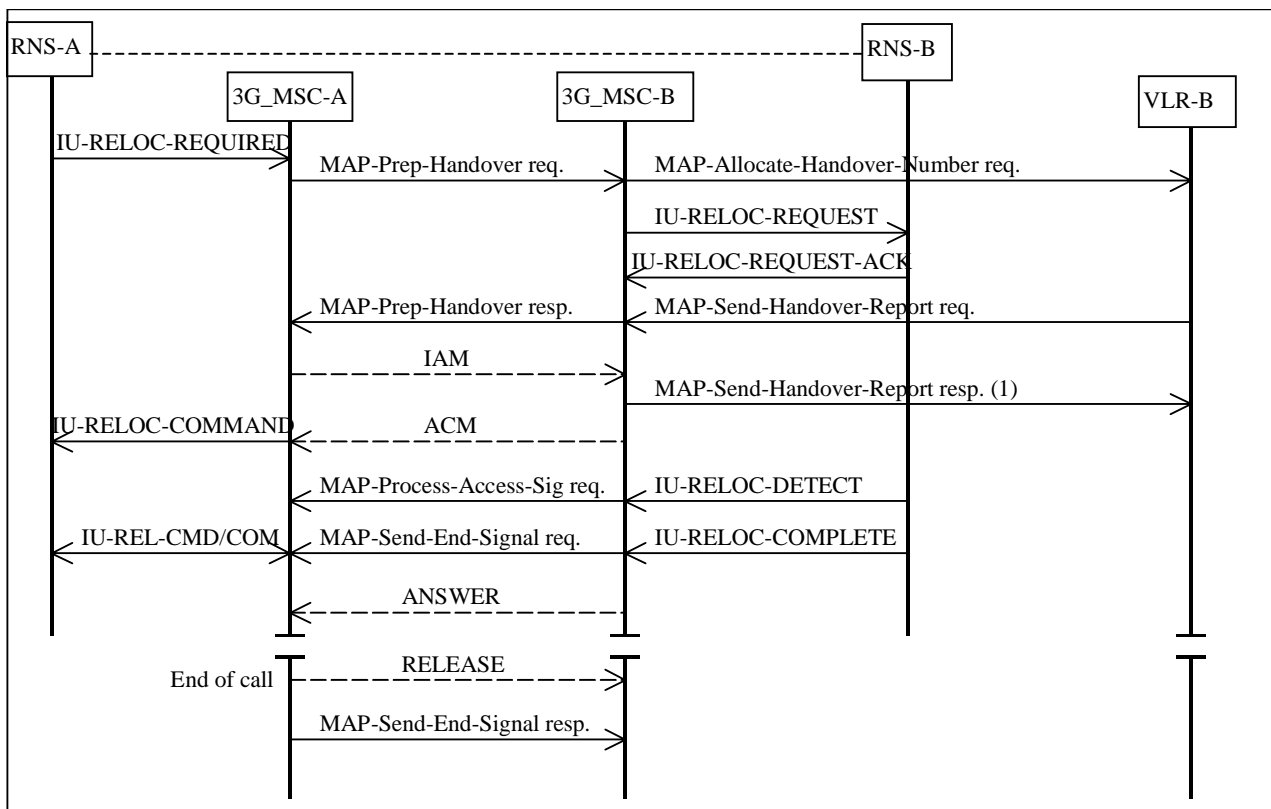 RNS-A
RNS-B
3G_MSC-A
3G_MSC-B
VLR-B
IU-RELOC-REQUIRED
MAP-Prep-Handover req.
MAP-Allocate-Handover-Number req.
IU-RELOC-REQUEST
IU-RELOC-REQUEST-ACK
MAP-Prep-Handover resp.
MAP-Send-Handover-Report req.
IAM
MAP-Send-Handover-Report resp. (1)
IU-RELOC-COMMAND
ACM
MAP-Process-Access-Sig req.
IU-RELOC-DETECT
IU-REL-CMD/COM
MAP-Send-End-Signal req.
IU-RELOC-COMPLETE
ANSWER
RELEASE
End of call
MAP-Send-End-Signal resp.